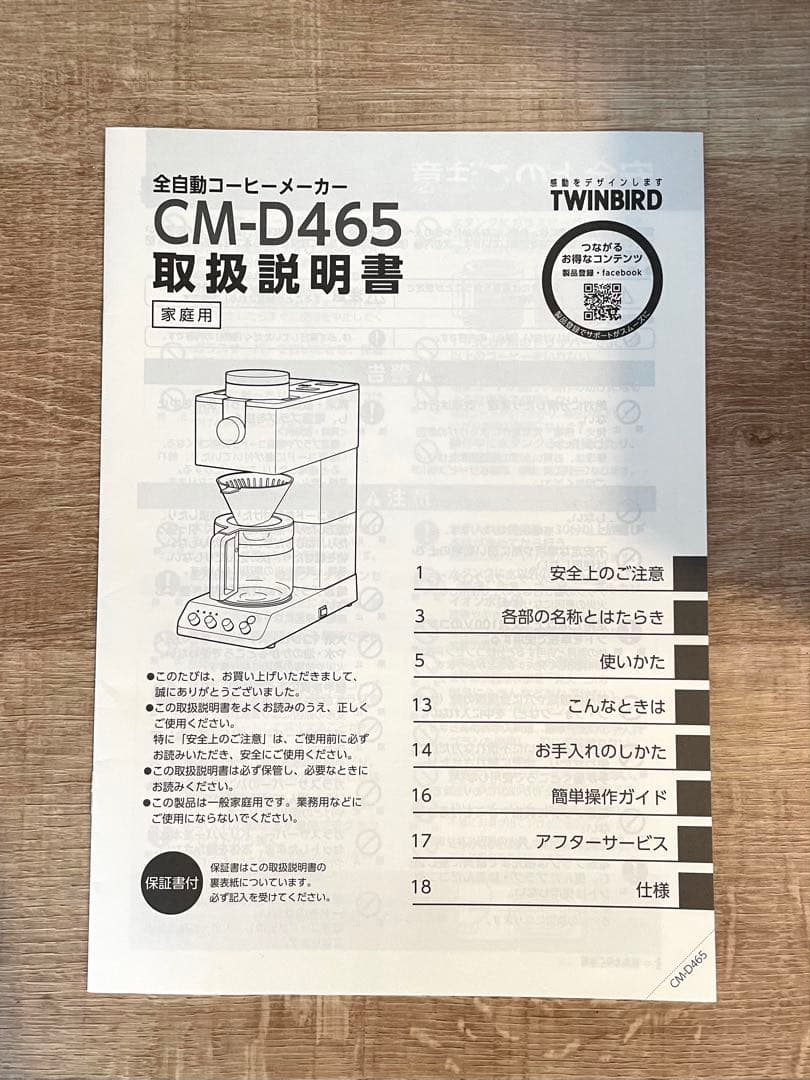 全自動コーヒーメーカー
CM-D465
取扱説明書
家庭用
感動をデザインします
TWINBIRD
つながる
お得なコンテンツ
製品登録・facebook
製品登録でサポートがスムーズに
1 安全上のご注意
3 各部の名称とはたらき
5 使いかた
13 こんなときは
14 お手入れのしかた
16 簡単操作ガイド
17 アフターサービス
18 仕様
●このたびは、お買い上げいただきまして、
誠にありがとうございました。
●この取扱説明書をよくお読みのうえ、正しく
ご使用ください。
特に「安全上のご注意」は、ご使用前に必ず
お読みいただき、安全にご使用ください。
●この取扱説明書は必ず保管し、必要なときに
お読みください。
●この製品は一般家庭用です。業務用などに
ご使用にならないでください。
保証書付
保証書はこの取扱説明書の
裏表紙についています。
必ず記入を受けてください。
CM-D465